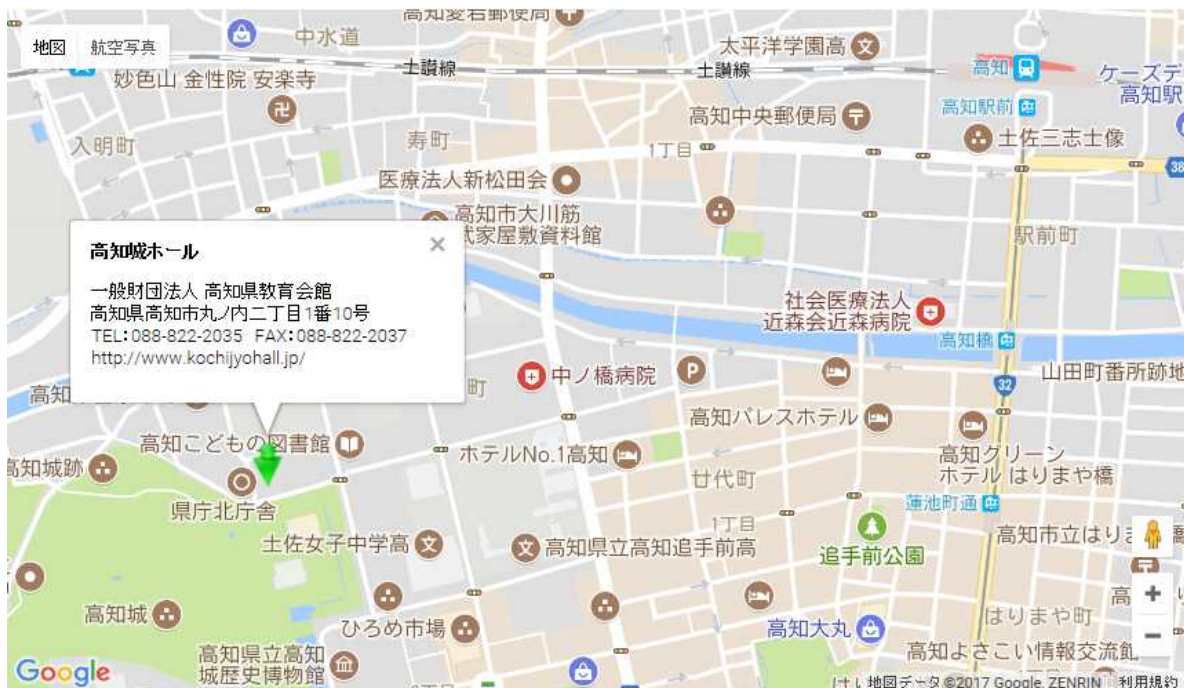 高知愛宕郵便局
地図
航空写真
中水道
太平洋学園高
土讃線
土讃線
高知
ケーズデ
高知駅
妙色山 金性院 安楽寺
高知中央郵便局
高知駅前
土佐三志士像
入明町
寿町
1丁目
38
医療法人新松田会
高知市大川筋
武家屋敷資料館
駅前町
高知城ホール
一般財団法人 高知県教育会館
高知県高知市丸ノ内二丁目1番10号
TEL:088-822-2035 FAX:088-822-2037
http://www.kochijyohall.jp/
社会医療法人
近森会近森病院
高知橋
中ノ橋病院
町
P
32
山田町番所跡地
高知
高知パレスホテル
高知こどもの図書館
ホテルNo.1高知
高知グリーン
ホテル はりまや橋
高知城跡
廿代町
県庁北庁舎
蓮池町通
1丁目
高知市立はりま
土佐女子中学高
高知県立高知追手前高
追手前公園
高知城
高
ひろめ市場
高知大丸
はりまや町
高知県立高知
城歴史博物館
高知よさこい情報交流館
Google
1丁目
地図データ ©2017 Google, ZENRIN
利用規約